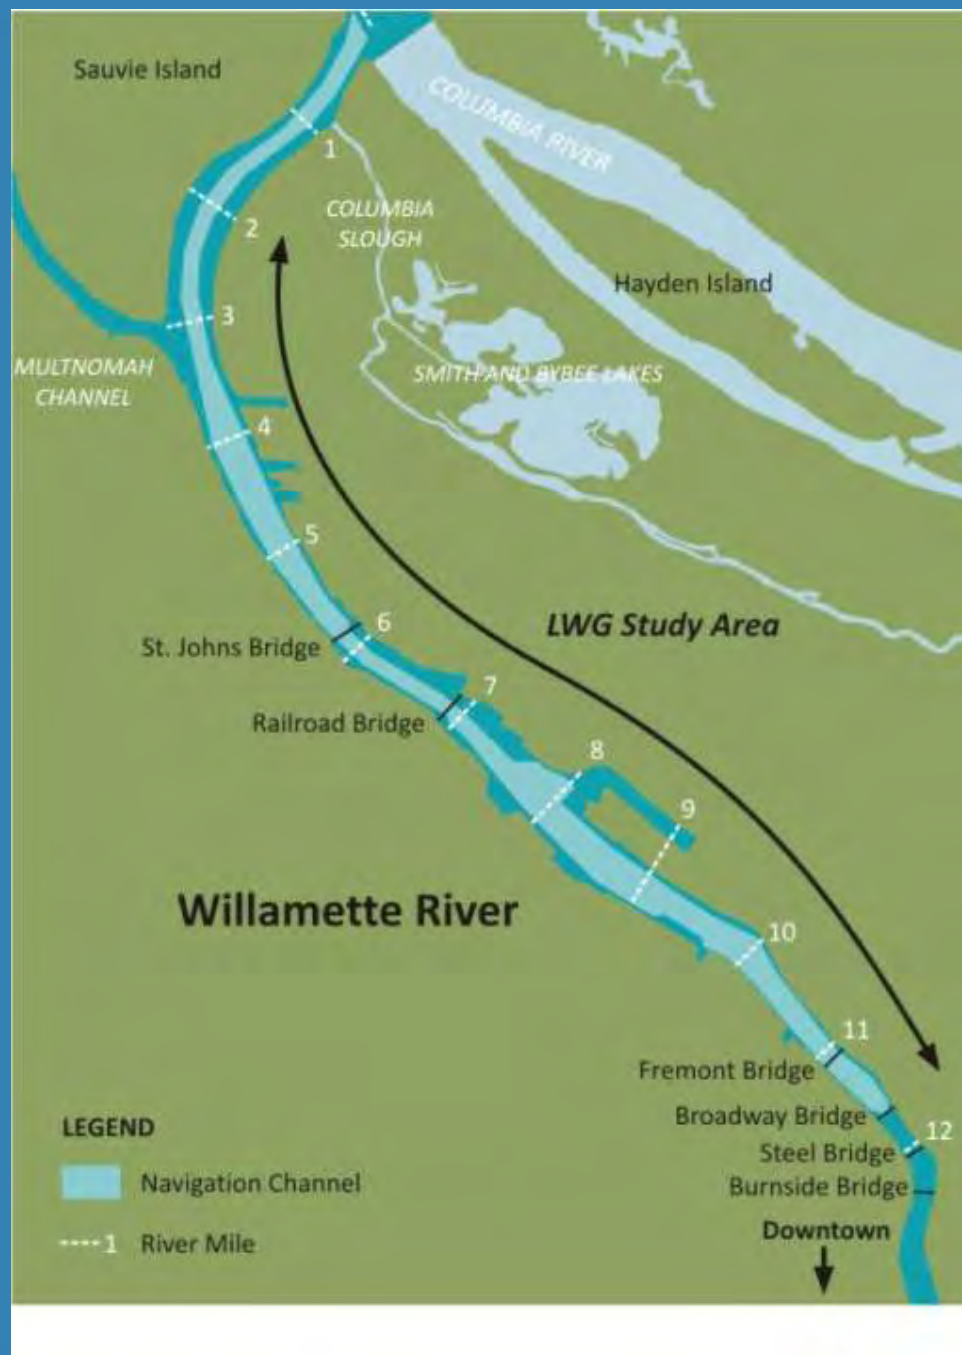 Sauvie Island
COLUMBIA RIVER
1
COLUMBIA
SLOUGH
2
Hayden Island
3
MULTNOMAH
CHANNEL
SMITH AND BYBEE LAKES
4
5
LWG Study Area
6
St. Johns Bridge
7
Railroad Bridge
8
9
Willamette River
10
11
Fremont Bridge
Broadway Bridge
12
Steel Bridge
Burnside Bridge
Downtown
LEGEND
Navigation Channel
1 River Mile